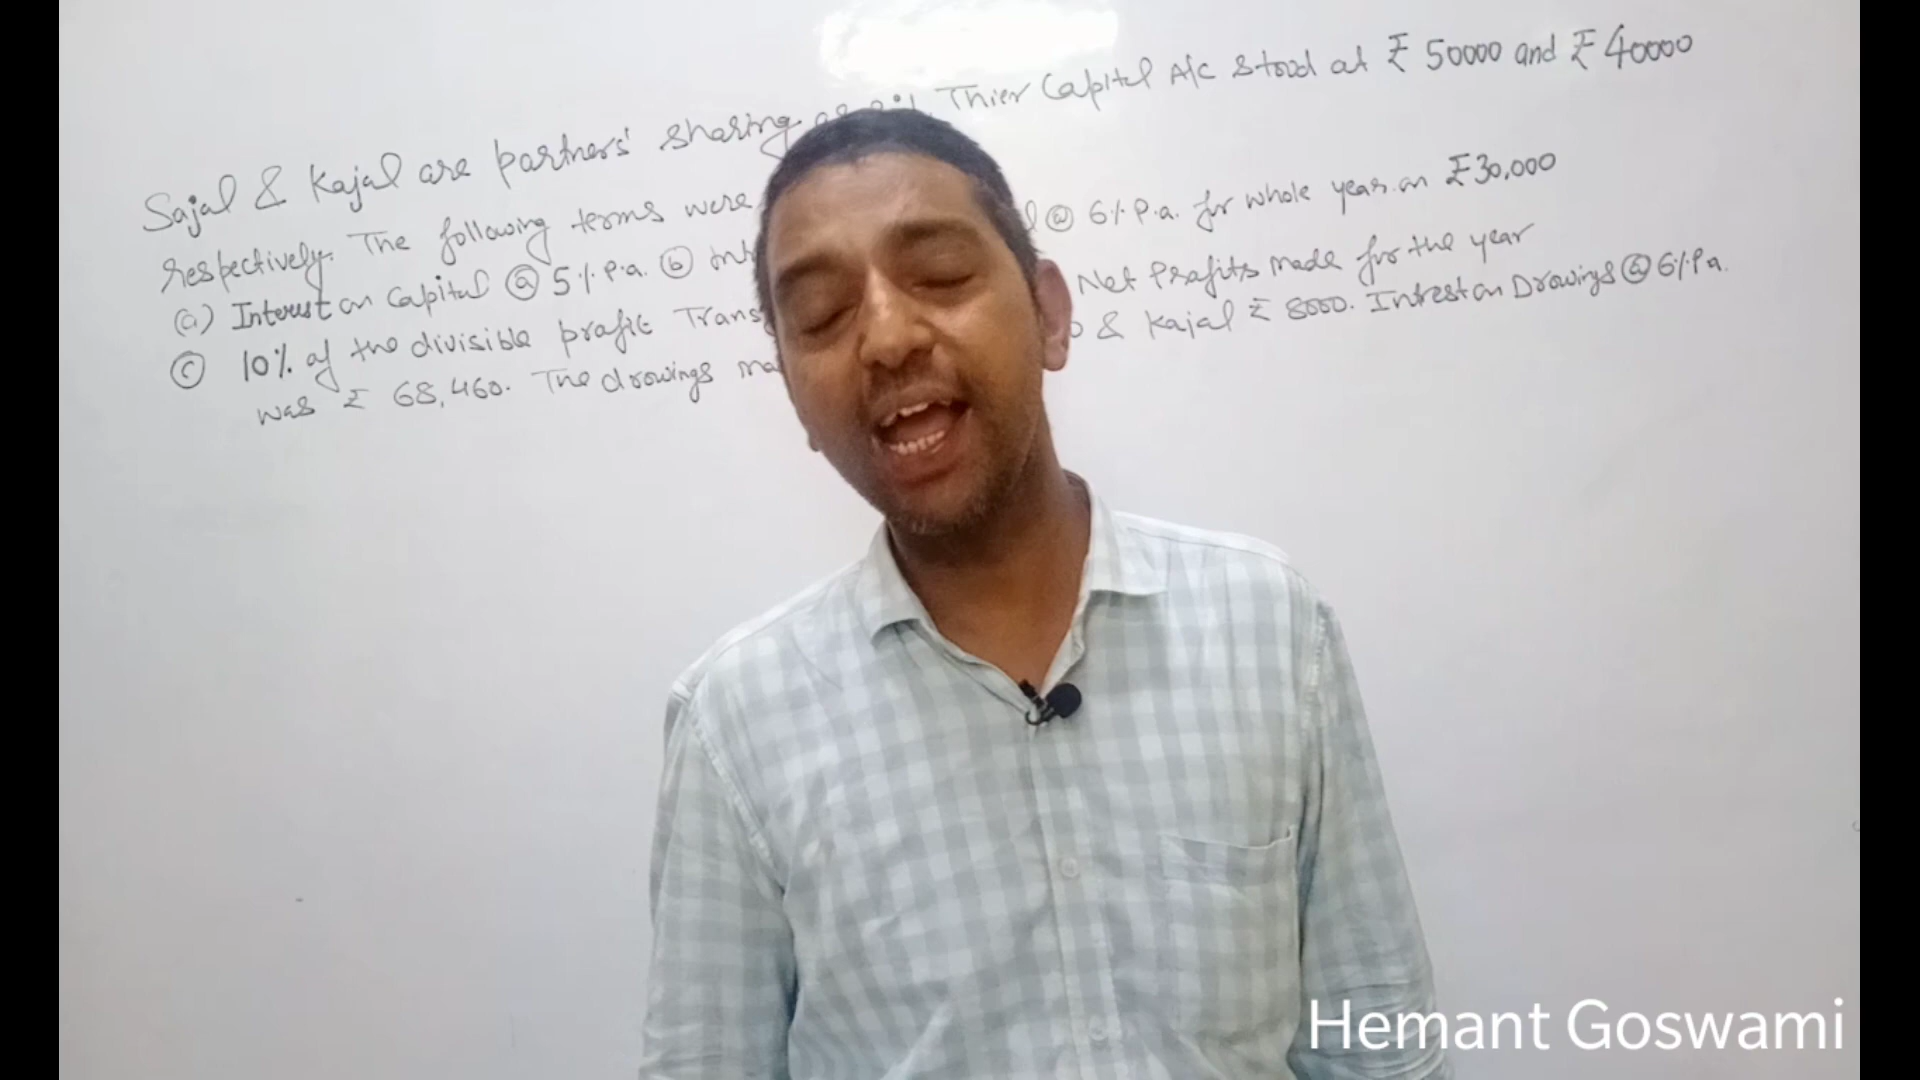 Sajal & Kajal are partners' sharing Thier Capital A/c stood at ₹ 50000 and ₹ 40000
respectively. The following terms were @ 6% P.a. for whole year on ₹30,000
(a) Interest on Capital @ 5% P.a. (b) Net Profits made for the year
(c) 10% of the divisible profit & Kajal ₹ 8000. Intrest on Drawings @ 6% Pa.
was ₹ 68,460. The drawings
Hemant Goswami